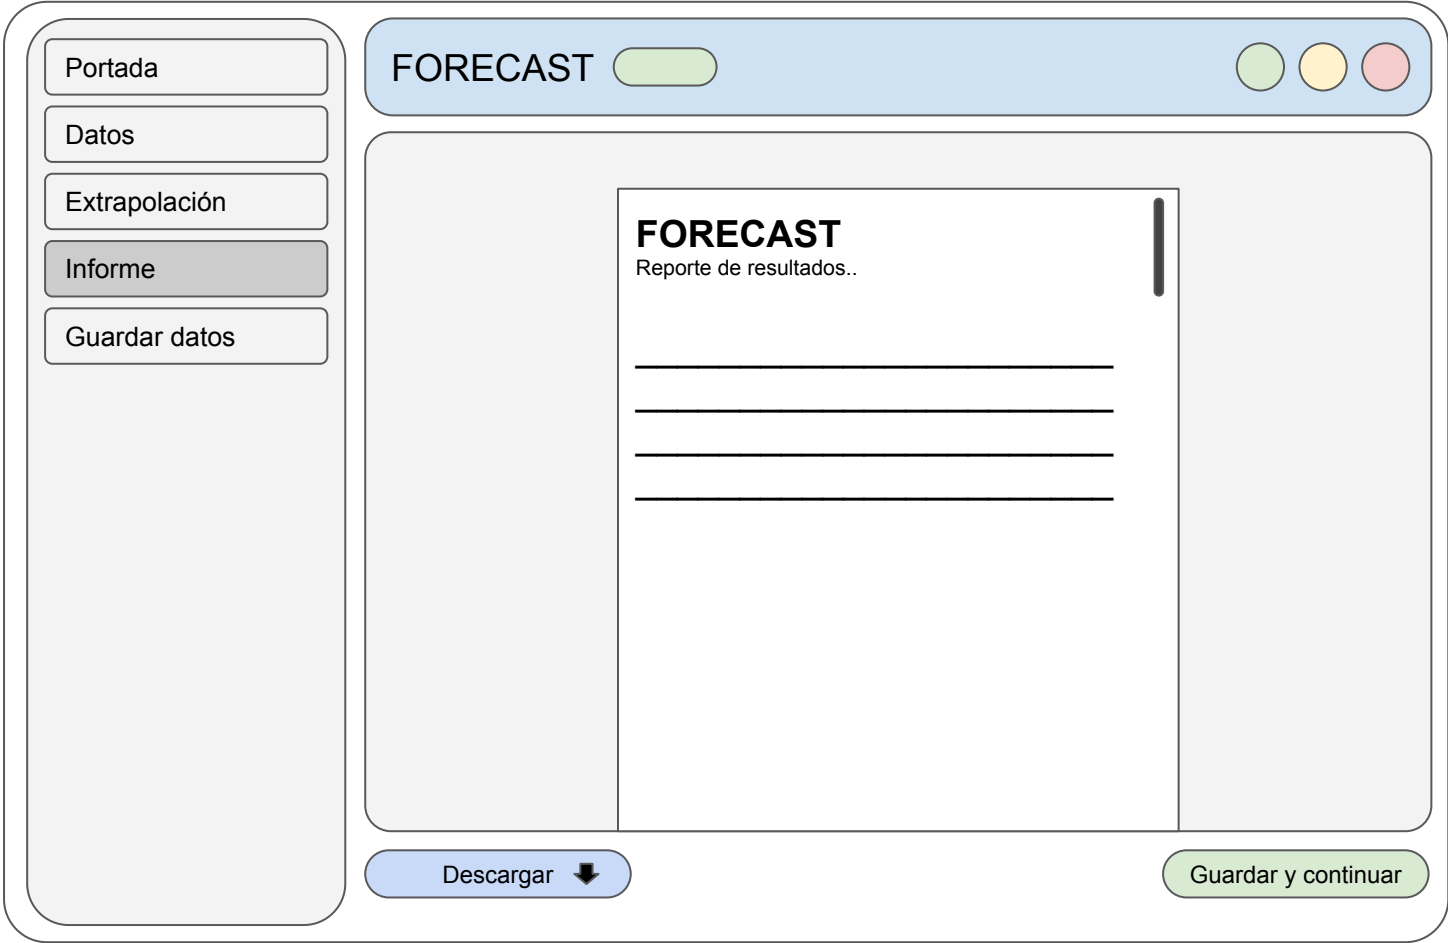 Portada
Datos
Extrapolación
Informe
Guardar datos
FORECAST
FORECAST
Reporte de resultados..
Descargar
Guardar y continuar